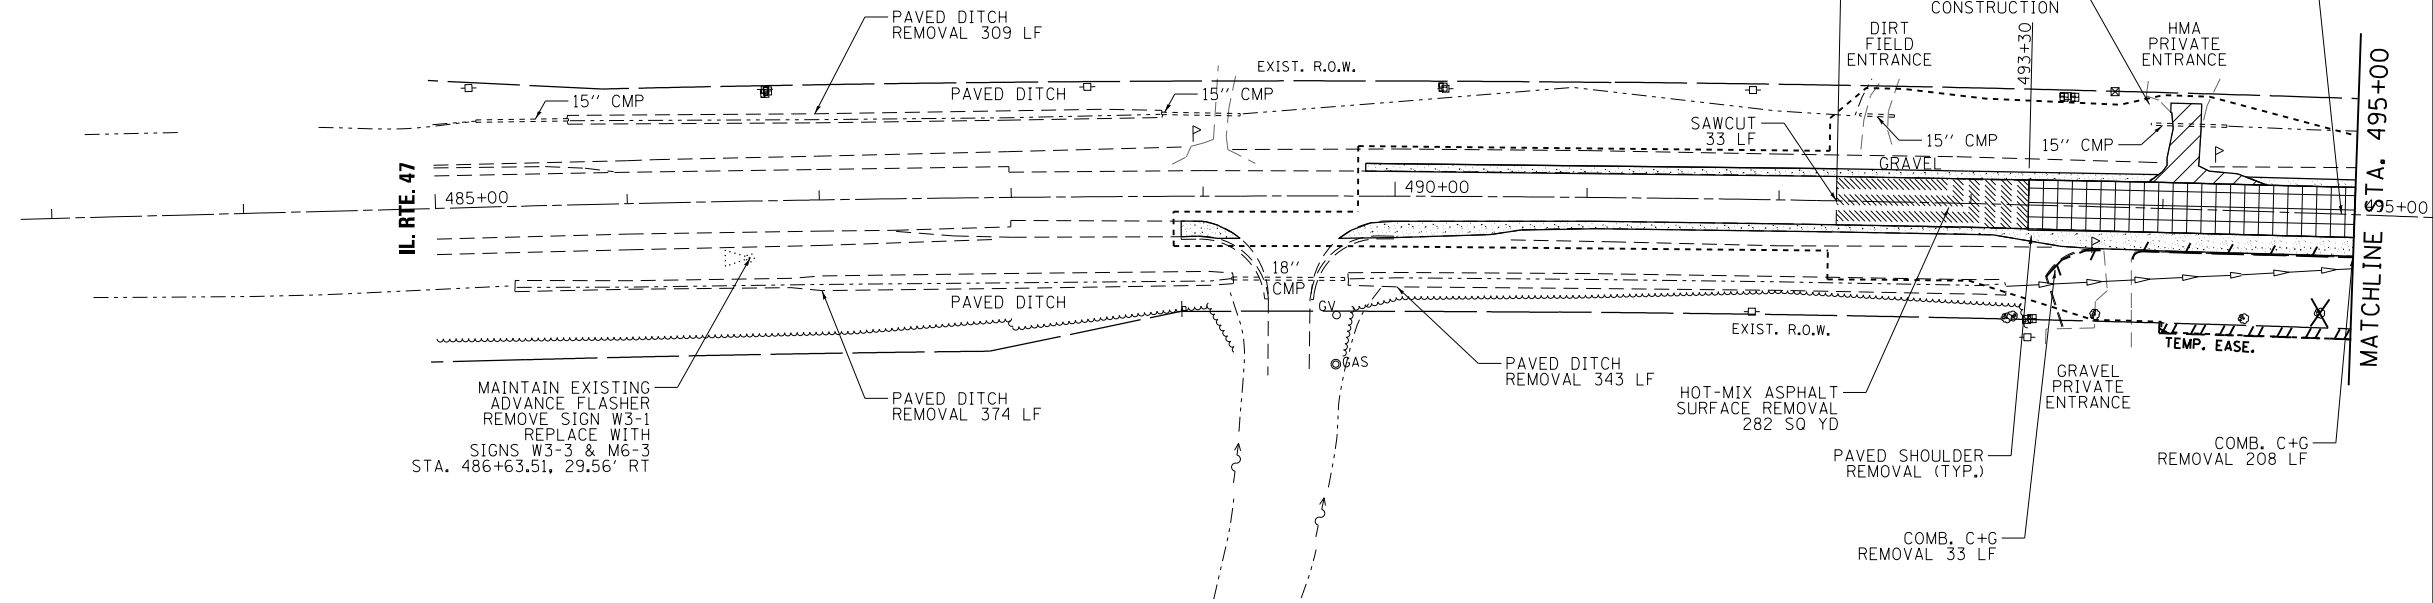 CONSTRUCTION
PAVED DITCH
REMOVAL 309 LF
DIRT
FIELD
ENTRANCE
493+30
HMA
PRIVATE
ENTRANCE
EXIST. R.O.W.
15'' CMP
PAVED DITCH
15'' CMP
SAWCUT
33 LF
15'' CMP
15'' CMP
GRAVEL
IL. RTE. 47
485+00
490+00
495+00
MATCHLINE STA. 495+00
18''
CMP
PAVED DITCH
GV
EXIST. R.O.W.
TEMP. EASE.
GAS
MAINTAIN EXISTING
ADVANCE FLASHER
REMOVE SIGN W3-1
REPLACE WITH
SIGNS W3-3 & M6-3
STA. 486+63.51, 29.56' RT
PAVED DITCH
REMOVAL 374 LF
PAVED DITCH
REMOVAL 343 LF
HOT-MIX ASPHALT
SURFACE REMOVAL
282 SQ YD
GRAVEL
PRIVATE
ENTRANCE
PAVED SHOULDER
REMOVAL (TYP.)
COMB. C+G
REMOVAL 208 LF
COMB. C+G
REMOVAL 33 LF